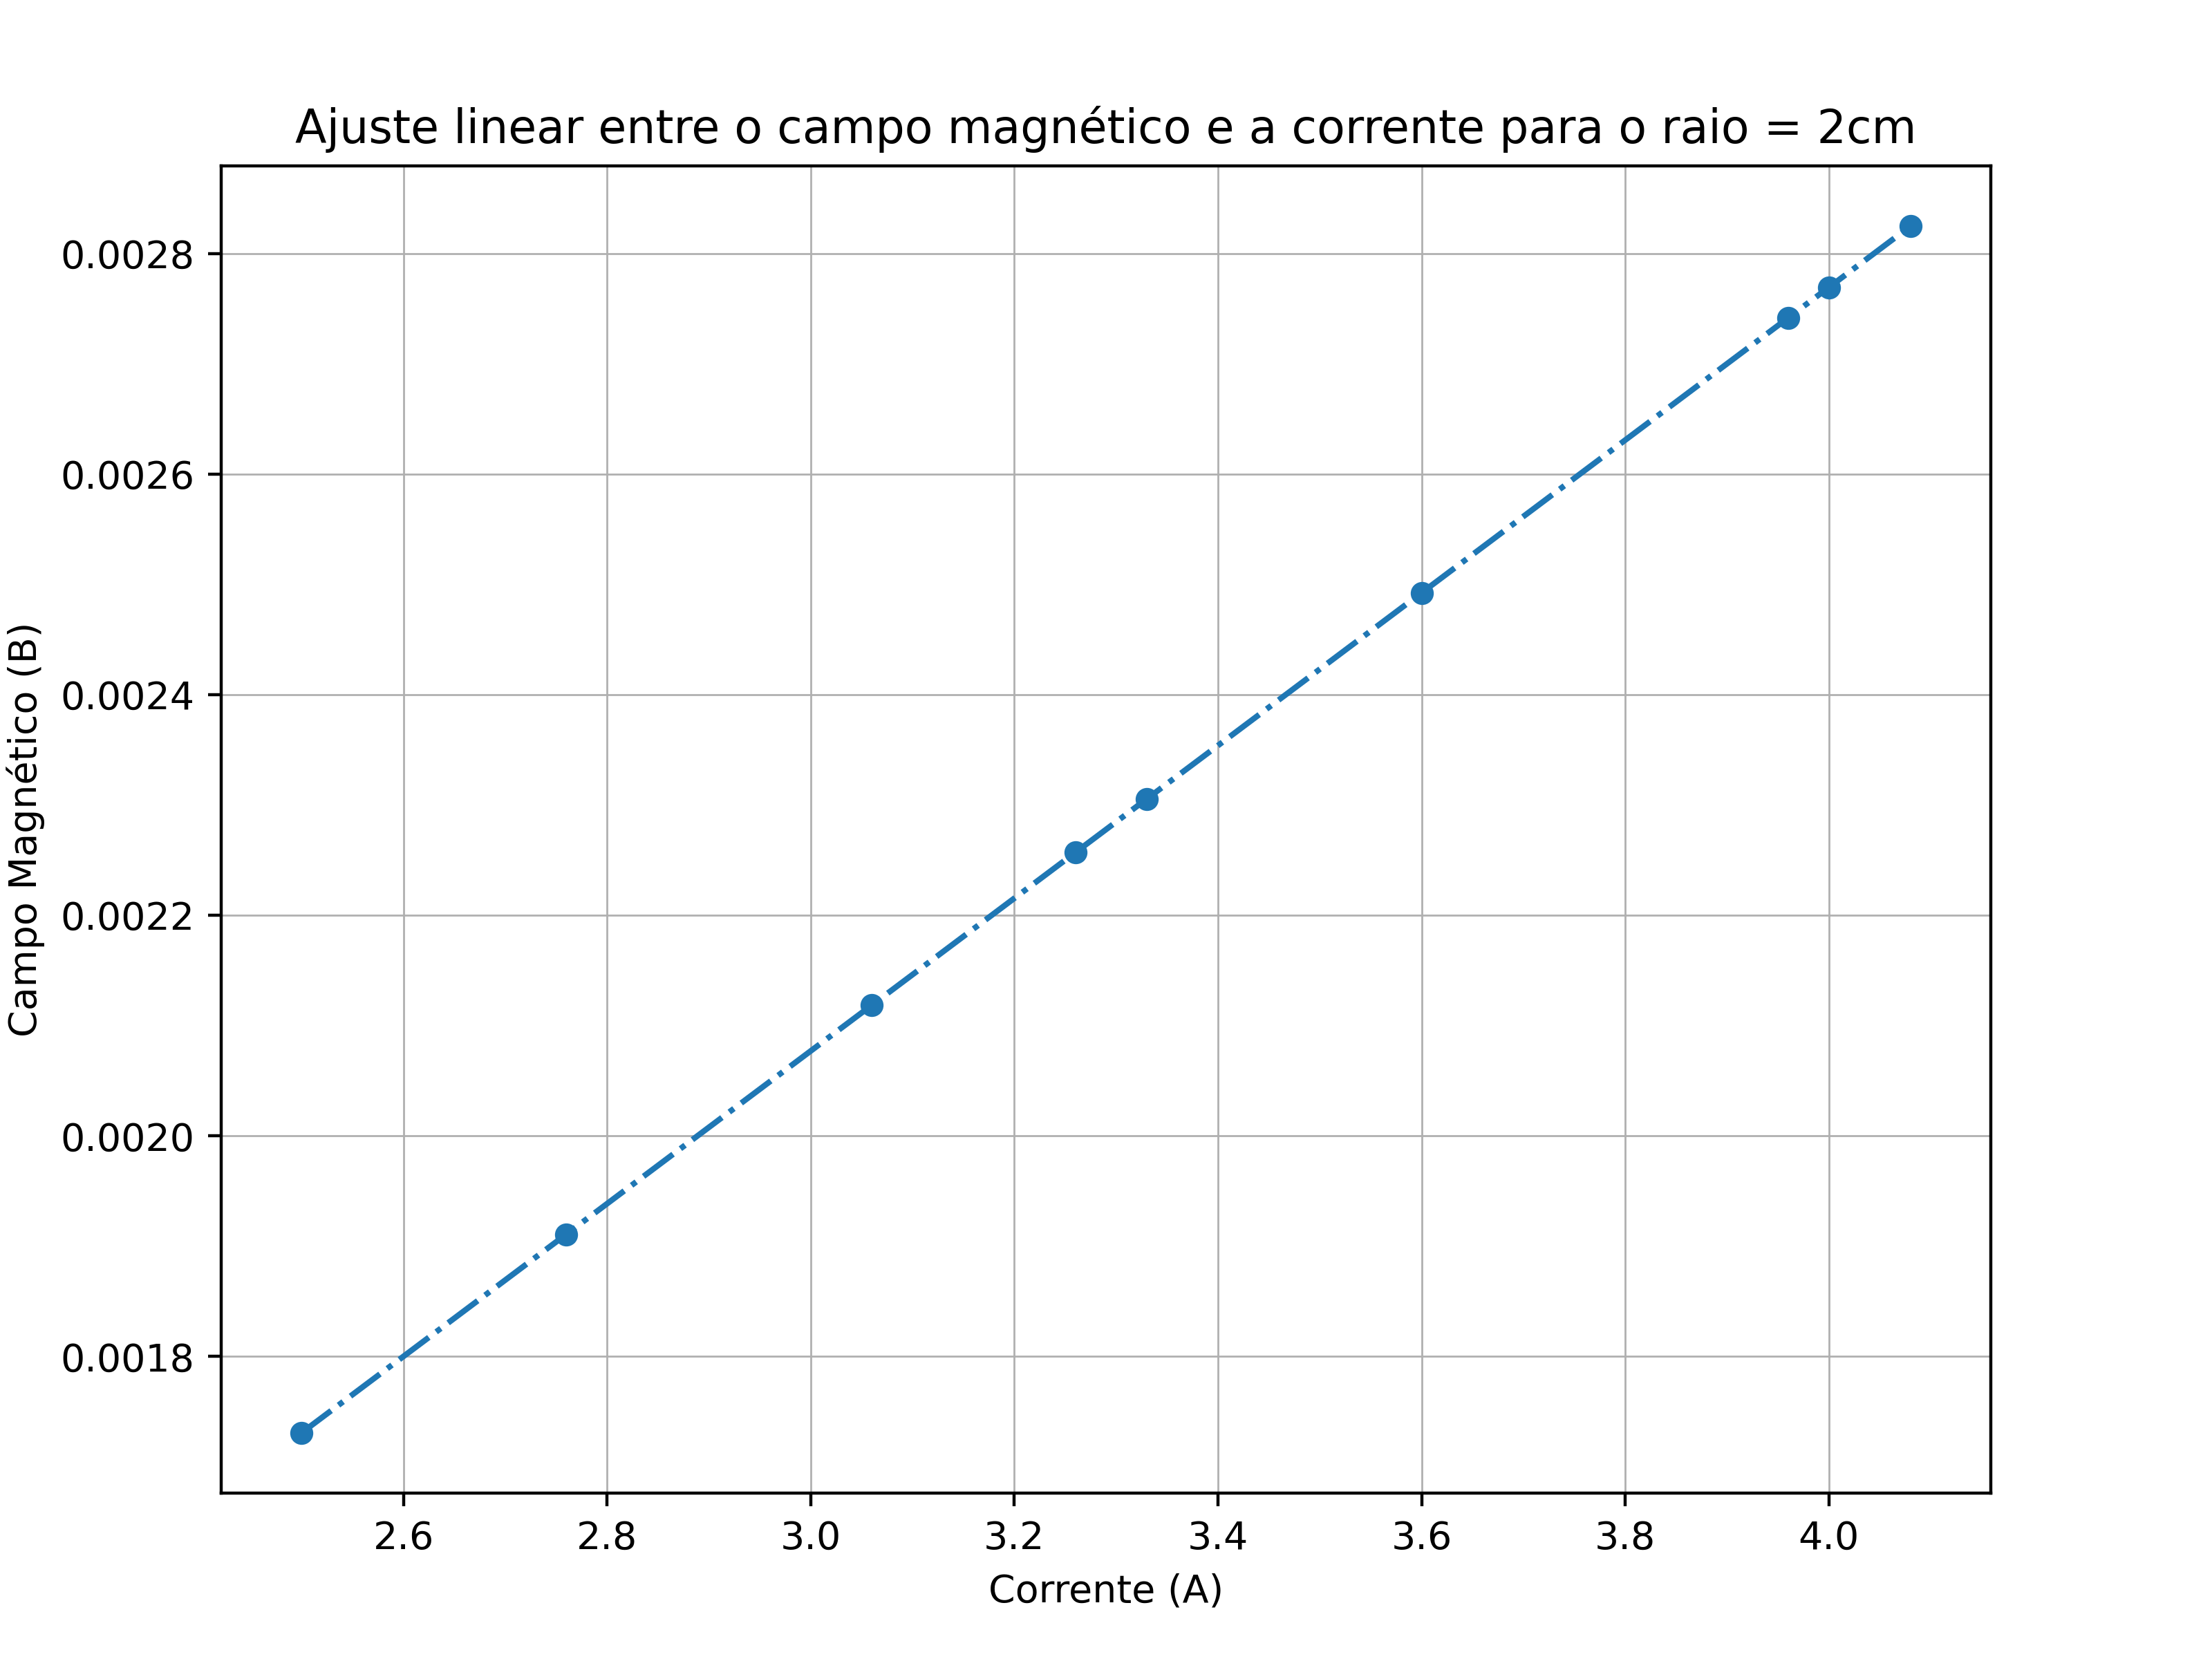 Ajuste linear entre o campo magnético e a corrente para o raio = 2cm
Campo Magnético (B)
0.0028
0.0026
0.0024
0.0022
0.0020
0.0018
2.6 2.8 3.0 3.2 3.4 3.6 3.8 4.0
Corrente (A)